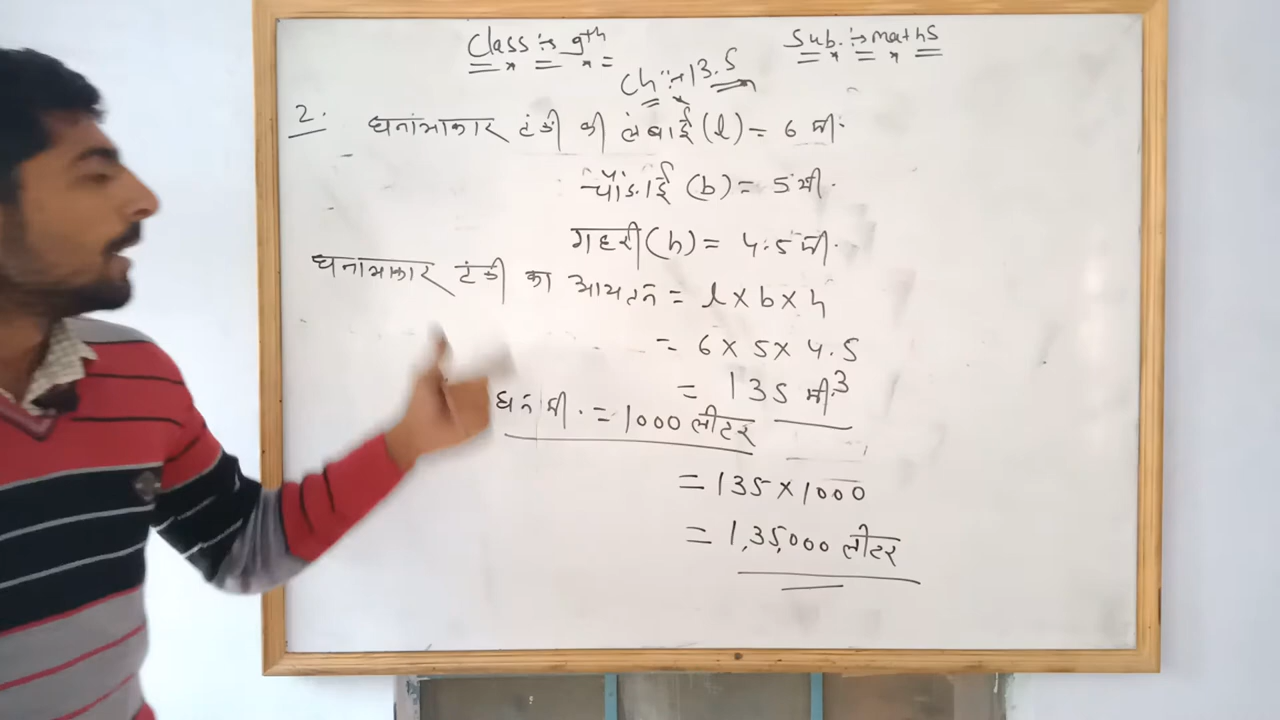 Class :- 9th
Sub. :- maths
Ch :- 13.5
2. घनाभाकार टंकी की लंबाई (l) = 6 मी.
चौड़ाई (b) = 5 मी.
गहरी (h) = 4.5 मी.
घनाभाकार टंकी का आयतन = l x b x h
= 6 x 5 x 4.5
= 135 मी.3
घन मी. = 1000 लीटर
= 135 x 1000
= 1,35,000 लीटर